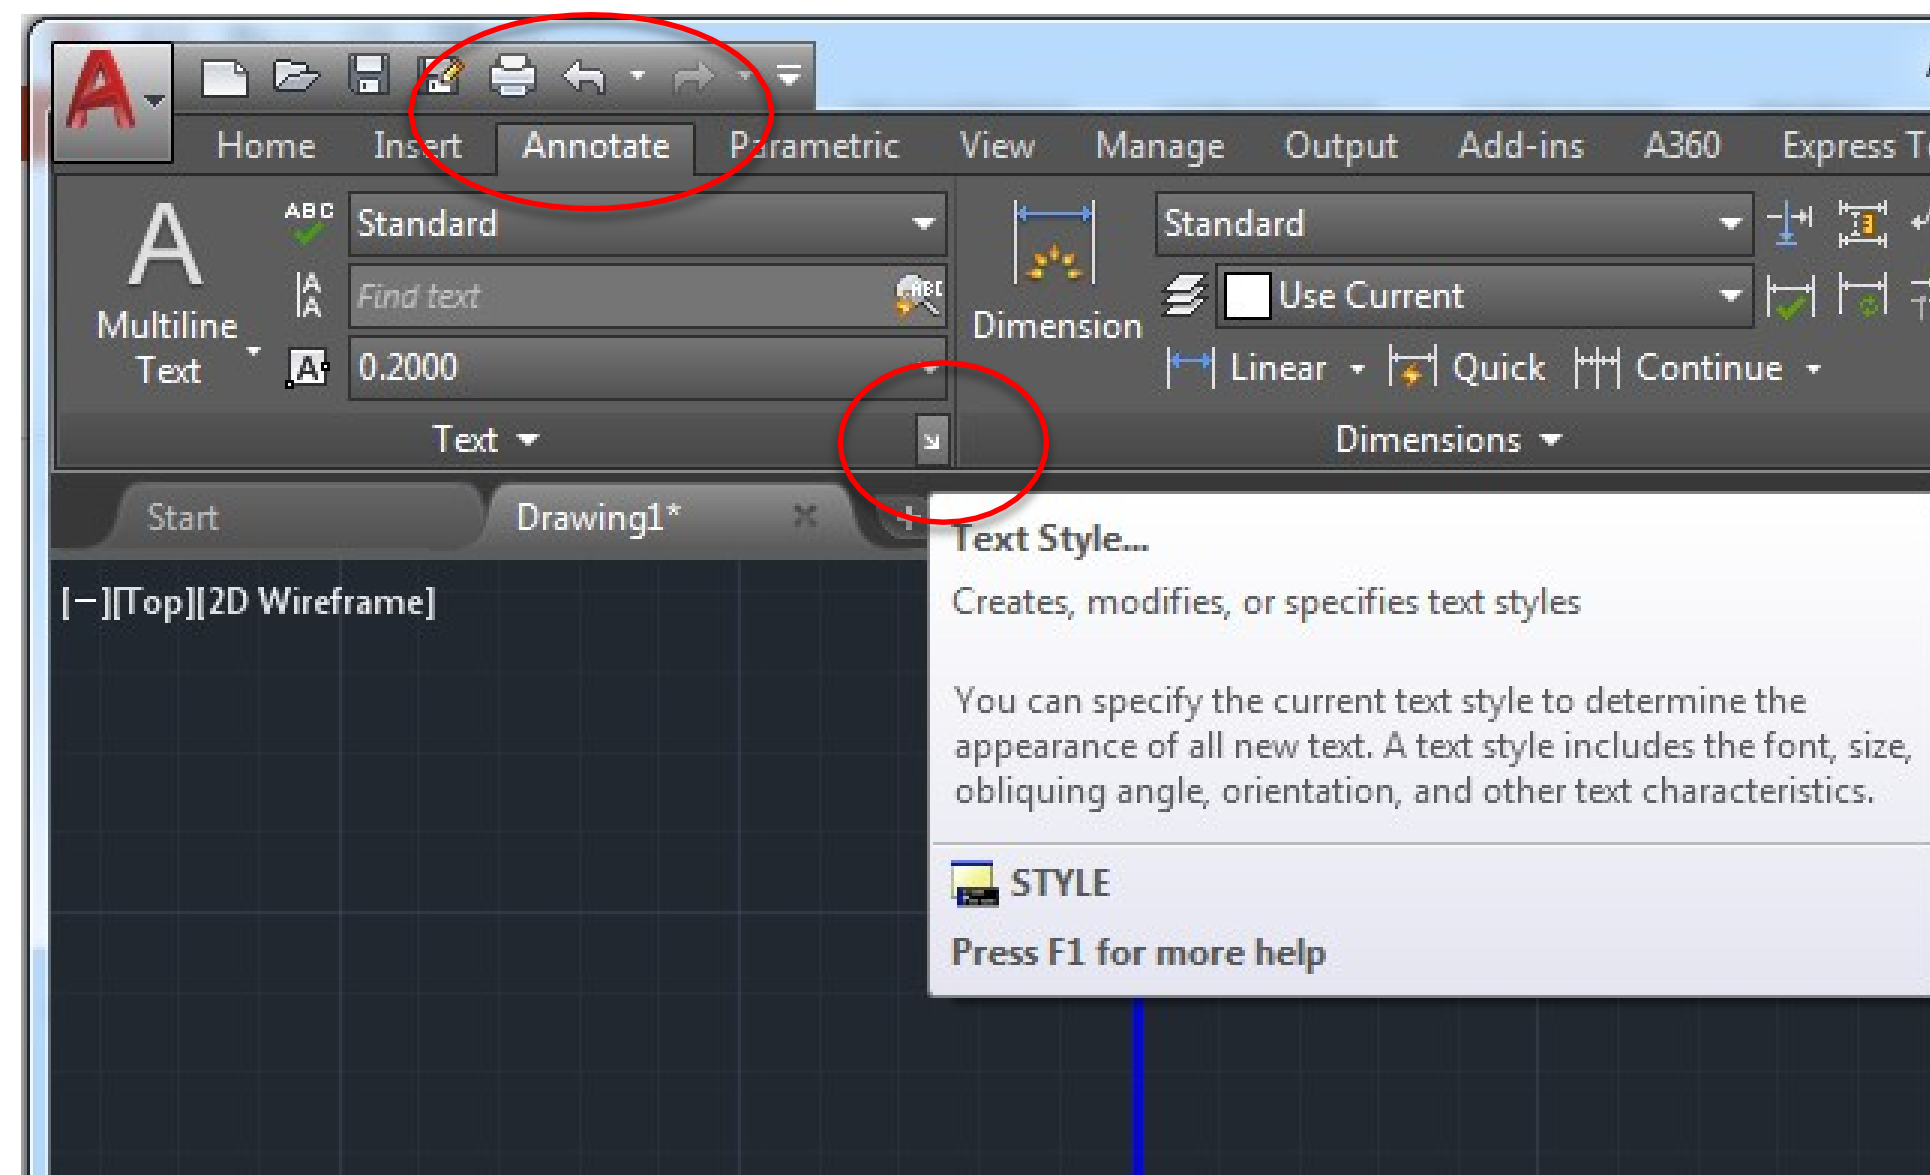 Home Insert Annotate Parametric View Manage Output Add-ins A360 Express
ABC Standard
A
A
Find text
ABC
Multiline
Text
A
0.2000
Text
Standard
Use Current
Dimension
Linear Quick Continue
Dimensions
Start Drawing1*
[−][Top][2D Wireframe]
Text Style...
Creates, modifies, or specifies text styles
You can specify the current text style to determine the
appearance of all new text. A text style includes the font, size,
obliquing angle, orientation, and other text characteristics.
STYLE
Press F1 for more help